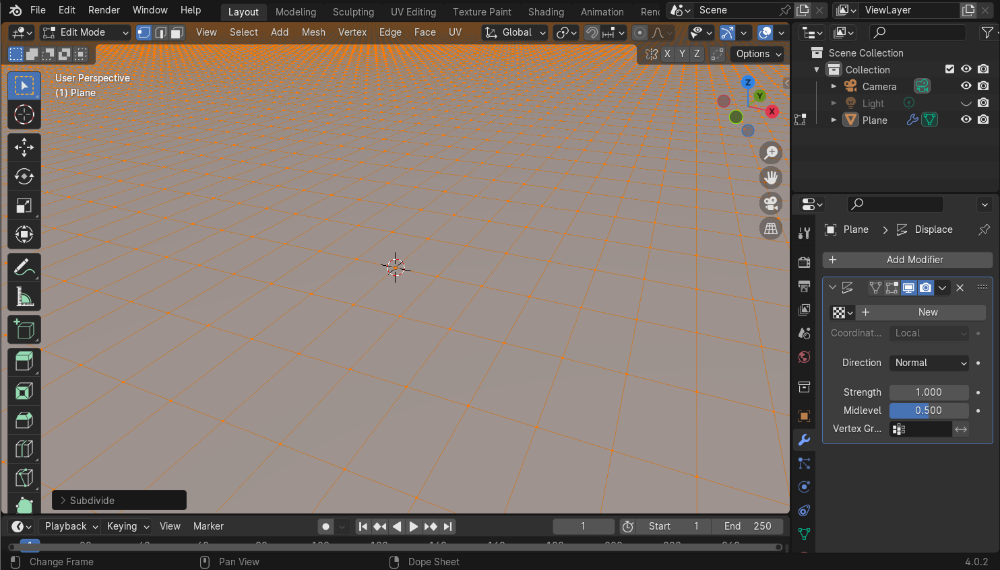 File Edit Render Window Help Layout Modeling Sculpting UV Editing Texture Paint Shading Animation Scene ViewLayer
Edit Mode View Select Add Mesh Vertex Edge Face UV Global
X Y Z Options
User Perspective
(1) Plane
Z
Y
X
Subdivide
Scene Collection
Collection
Camera
Light
Plane
Plane Displace
Add Modifier
New
Coordinat... Local
Direction Normal
Strength 1.000
Midlevel 0.500
Vertex Gr...
Playback Keying View Marker 1 Start 1 End 250
Change Frame Pan View Dope Sheet 4.0.2